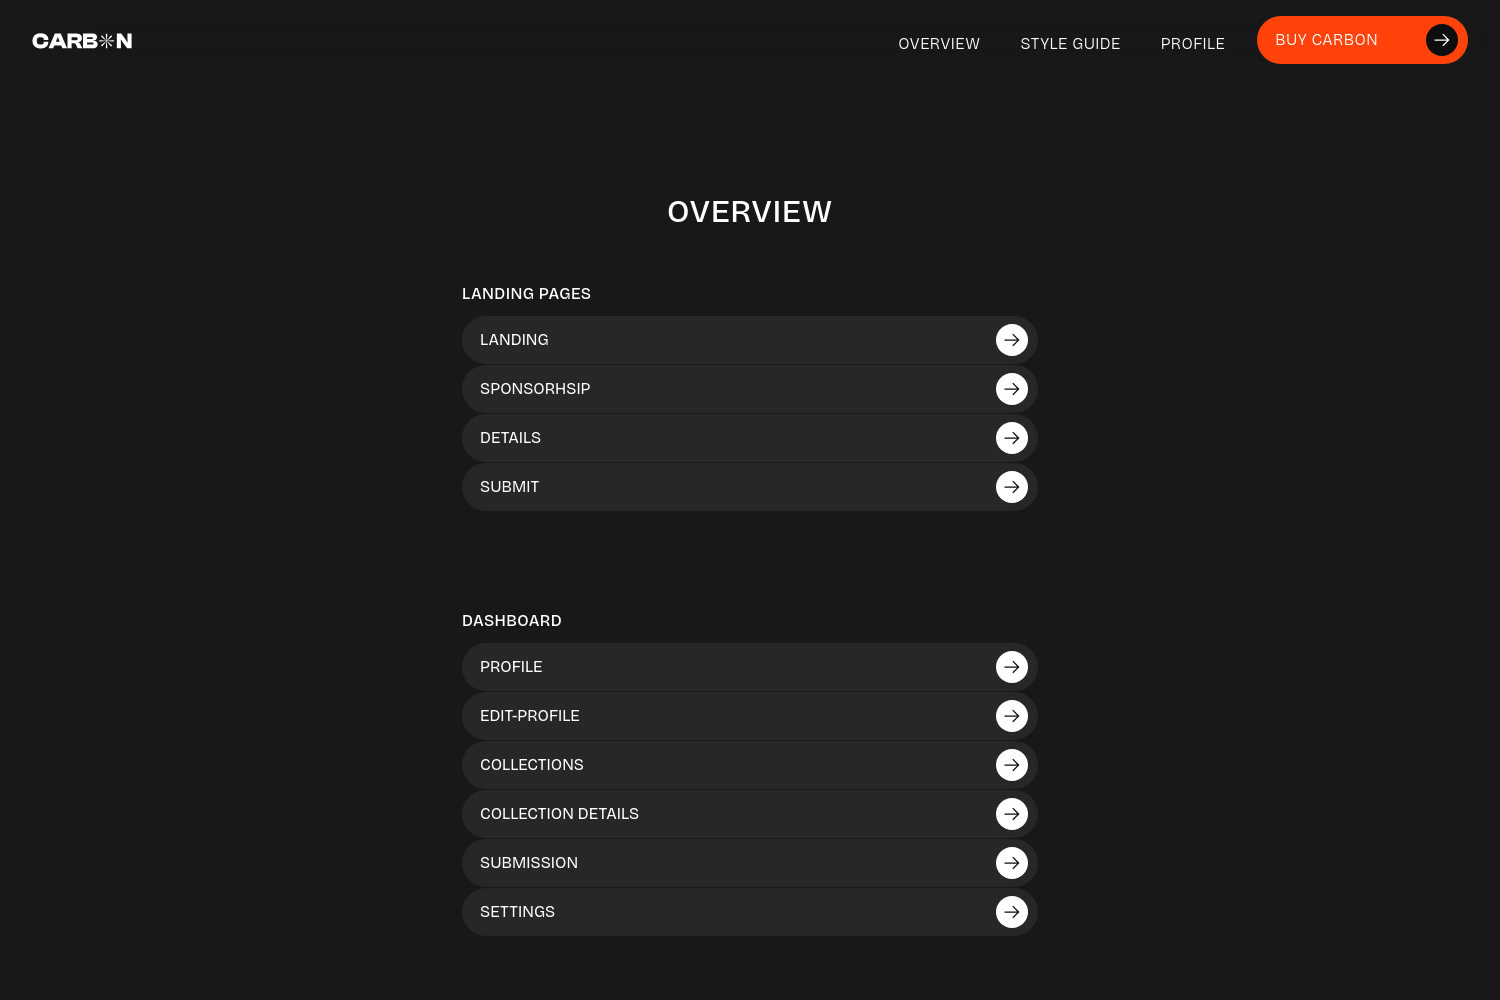 CARBON
OVERVIEW
STYLE GUIDE
PROFILE
BUY CARBON
OVERVIEW
LANDING PAGES
LANDING
SPONSORHSIP
DETAILS
SUBMIT
DASHBOARD
PROFILE
EDIT-PROFILE
COLLECTIONS
COLLECTION DETAILS
SUBMISSION
SETTINGS